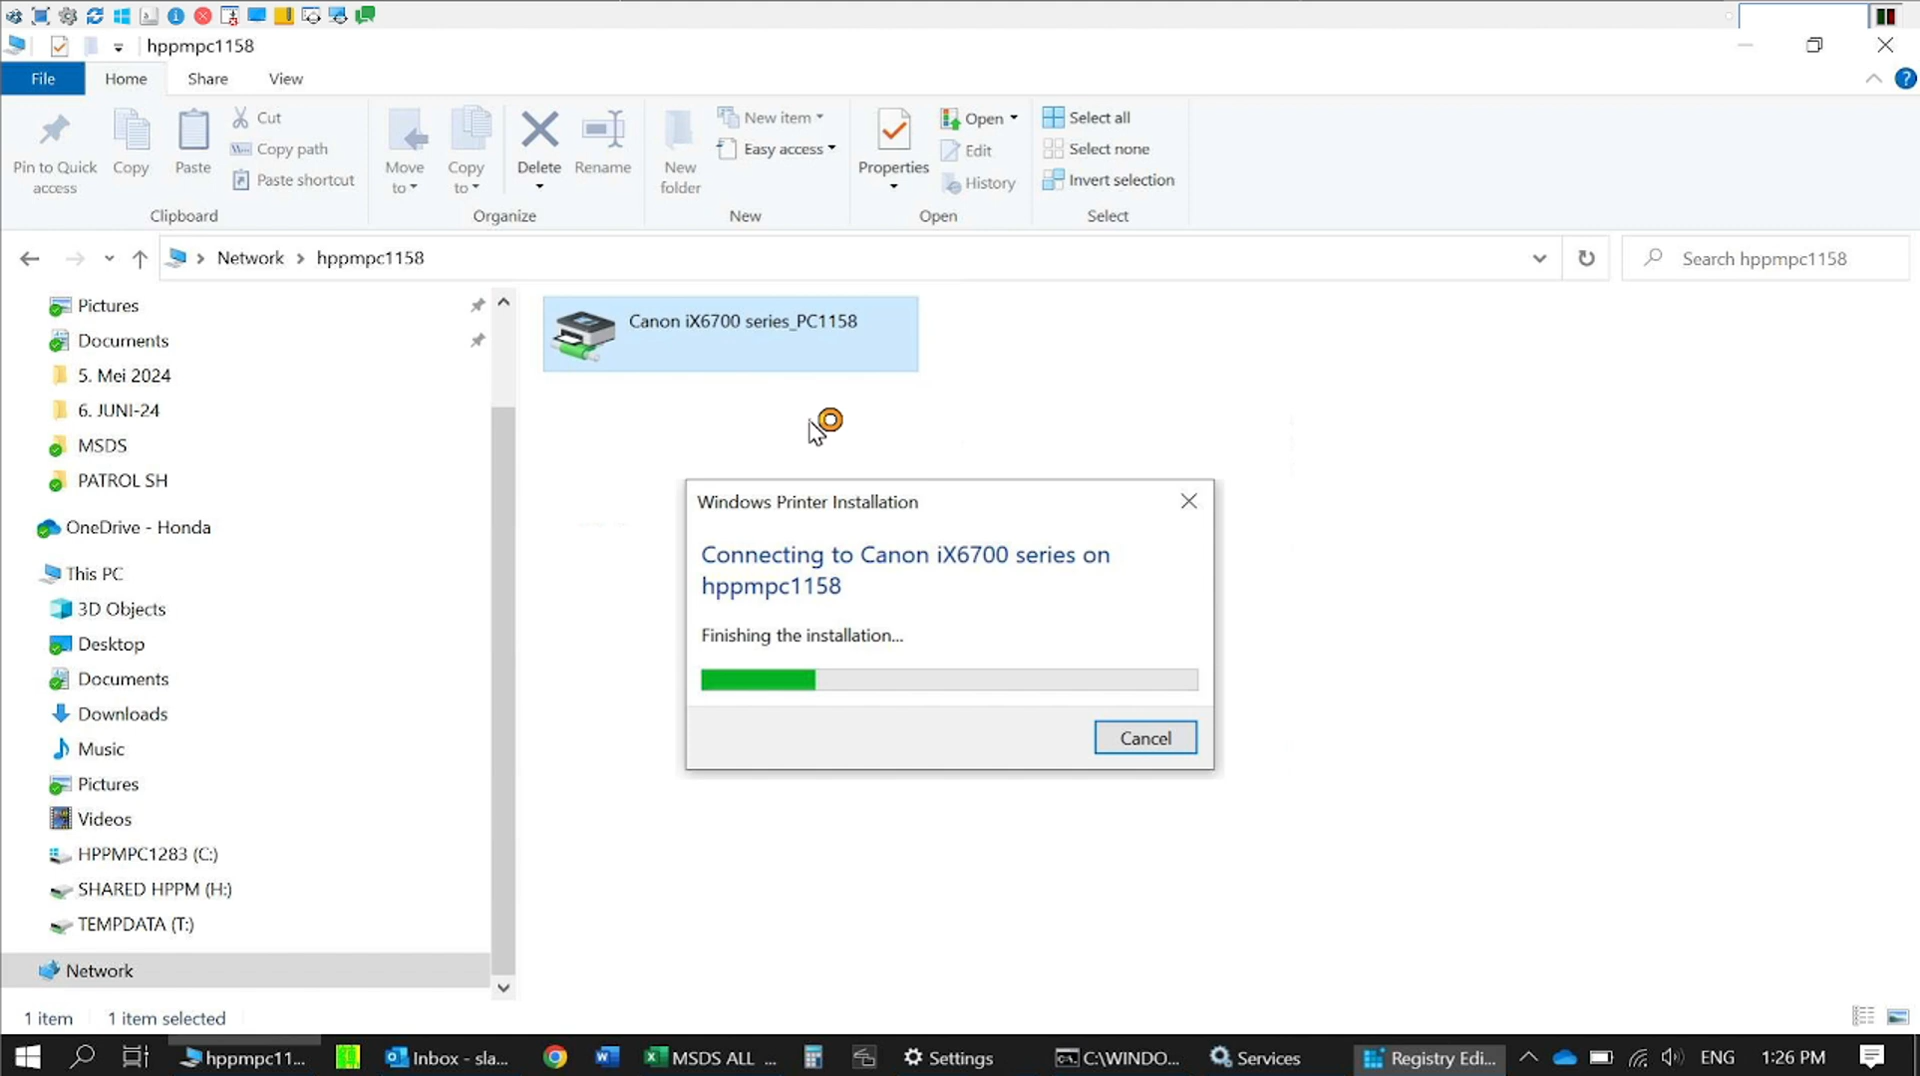 hppmpc1158
File
Home
Share
View
Pin to Quick
access
Copy
Paste
Cut
Copy path
Paste shortcut
Clipboard
Move
to
Copy
to
Delete
Rename
Organize
New
folder
New item
Easy access
New
Properties
Open
Edit
History
Open
Select all
Select none
Invert selection
Select
Network
hppmpc1158
Search hppmpc1158
Pictures
Documents
5. Mei 2024
6. JUNI-24
MSDS
PATROL SH
OneDrive - Honda
This PC
3D Objects
Desktop
Documents
Downloads
Music
Pictures
Videos
HPPMPC1283 (C:)
SHARED HPPM (H:)
TEMPDATA (T:)
Network
Canon iX6700 series_PC1158
Windows Printer Installation
Connecting to Canon iX6700 series on
hppmpc1158
Finishing the installation...
Cancel
1 item
1 item selected
hppmpc11...
Inbox - sla...
MSDS ALL ...
Settings
C:\WINDO...
Services
Registry Edi...
ENG
1:26 PM